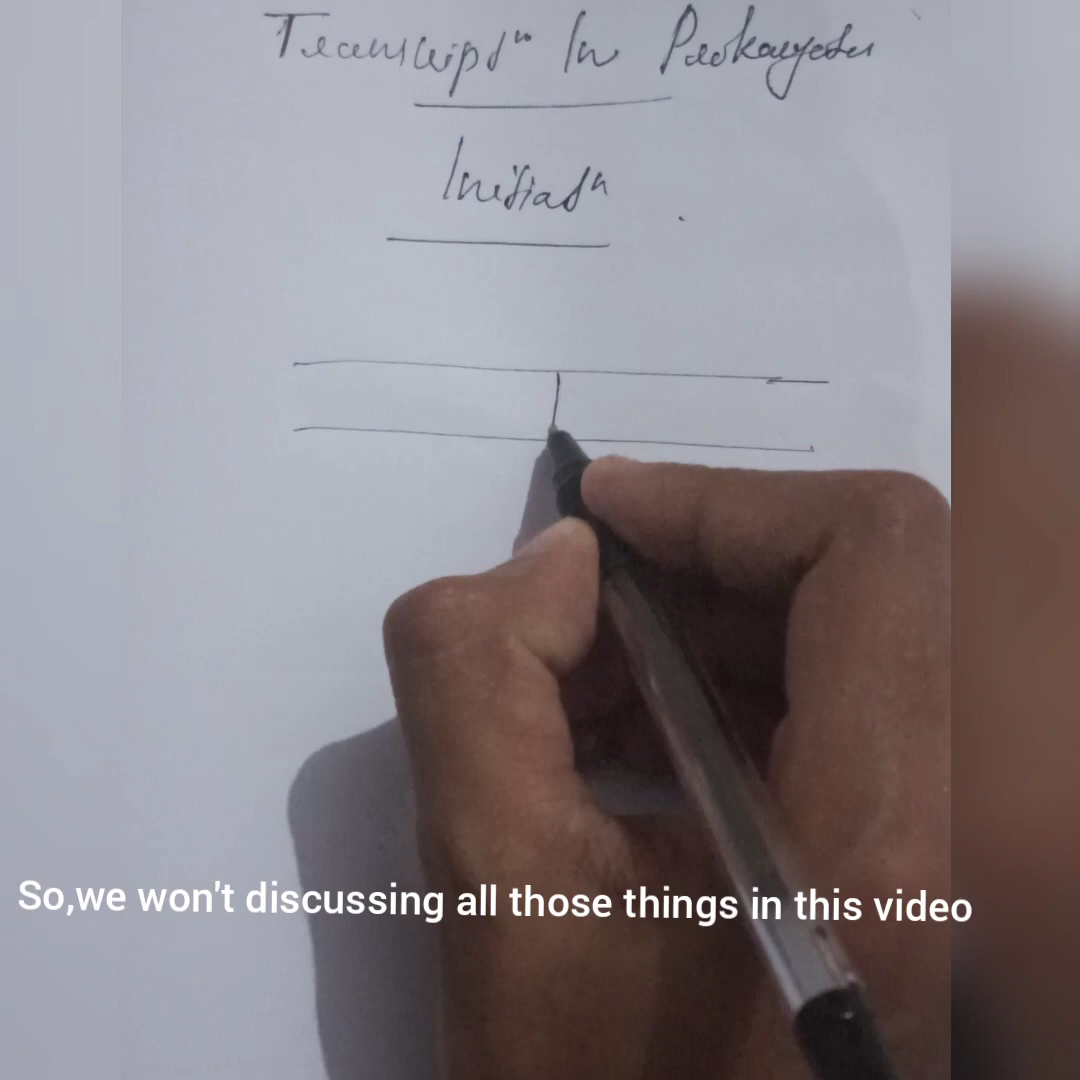 Transcriptⁿ In Prokaryotes
Initiatⁿ
So,we won't discussing all those things in this video